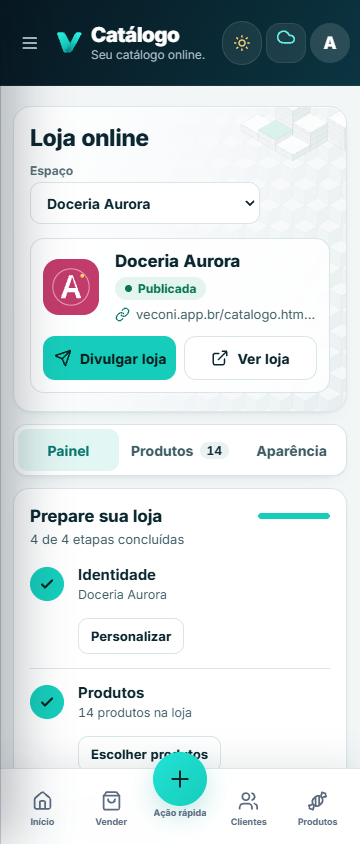 Catálogo
Seu catálogo online.
A
Loja online
Espaço
Doceria Aurora
A
Doceria Aurora
Publicada
veconi.app.br/catalogo.htm...
Divulgar loja
Ver loja
Painel
Produtos 14
Aparência
Prepare sua loja
4 de 4 etapas concluídas
Identidade
Doceria Aurora
Personalizar
Produtos
14 produtos na loja
Escolher produtos
Início
Vender
Ação rápida
Clientes
Produtos